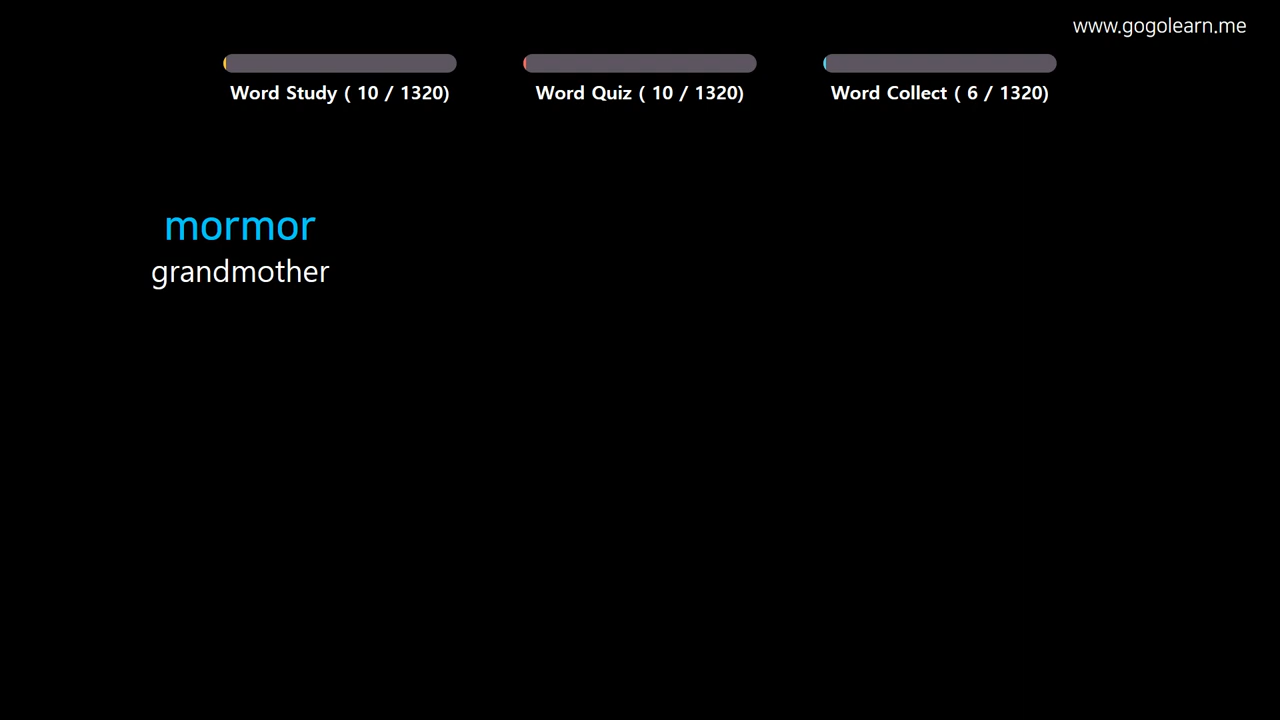 www.gogolearn.me
Word Study ( 10 / 1320)
Word Quiz ( 10 / 1320)
Word Collect ( 6 / 1320)
mormor
grandmother